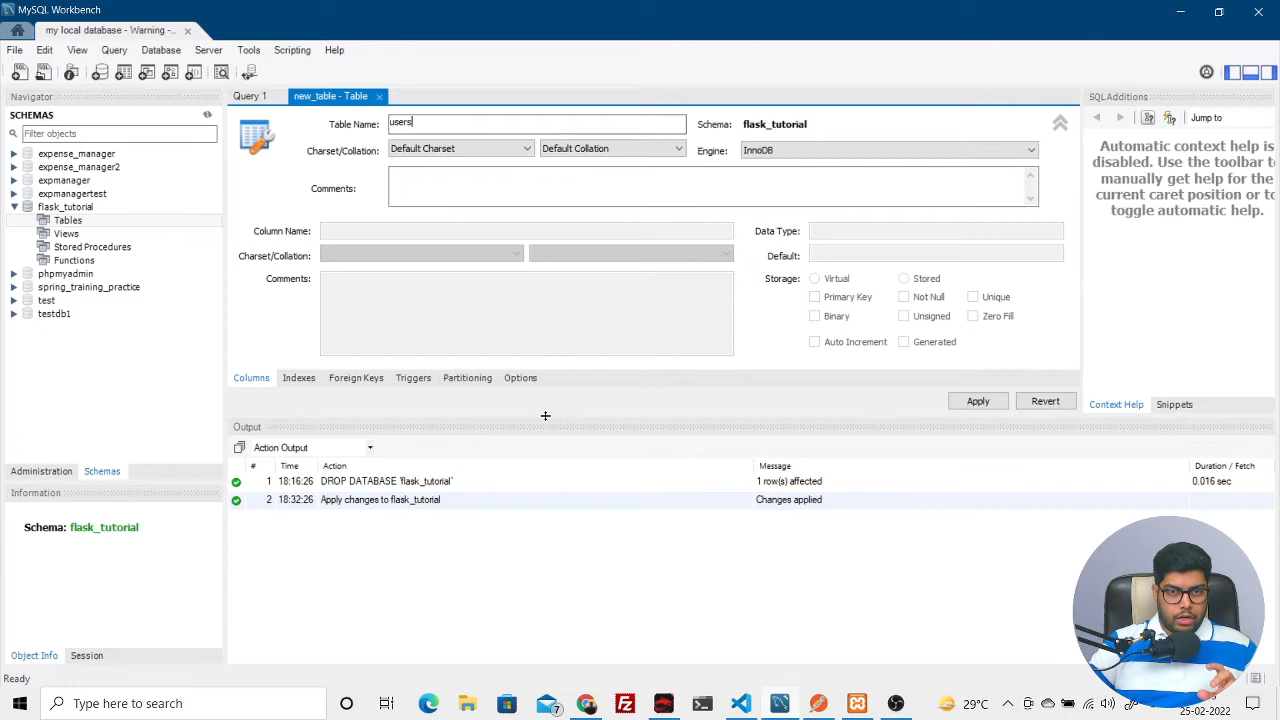 MySQL Workbench
my local database - Warning -...
File Edit View Query Database Server Tools Scripting Help
Navigator
SCHEMAS
Filter objects
expense_manager
expense_manager2
expmanager
expmanagertest
flask_tutorial
Tables
Views
Stored Procedures
Functions
phpmyadmin
spring_training_practice
test
testdb1
Administration Schemas
Information
Schema: flask_tutorial
Object Info Session
Ready
Query 1 new_table - Table
Table Name: users Schema: flask_tutorial
Charset/Collation: Default Charset Default Collation Engine: InnoDB
Comments:
Column Name: Data Type:
Charset/Collation: Default:
Comments: Storage: Virtual Stored
Primary Key Not Null Unique
Binary Unsigned Zero Fill
Auto Increment Generated
Columns Indexes Foreign Keys Triggers Partitioning Options
Apply Revert
Output
Action Output
# Time Action Message Duration / Fetch
1 18:16:26 DROP DATABASE `flask_tutorial` 1 row(s) affected 0.016 sec
2 18:32:26 Apply changes to flask_tutorial Changes applied
SQLAdditions
Jump to
Automatic context help is
disabled. Use the toolbar to
manually get help for the
current caret position or to
toggle automatic help.
Context Help Snippets
Type here to search
7
29°C
18:32
25-02-2022